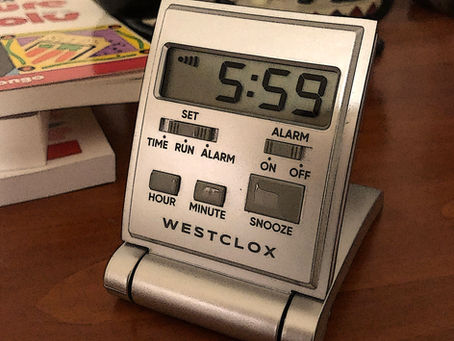 5:59
SET
TIME RUN ALARM
ALARM
ON OFF
HOUR
MINUTE
SNOOZE
WESTCLOX